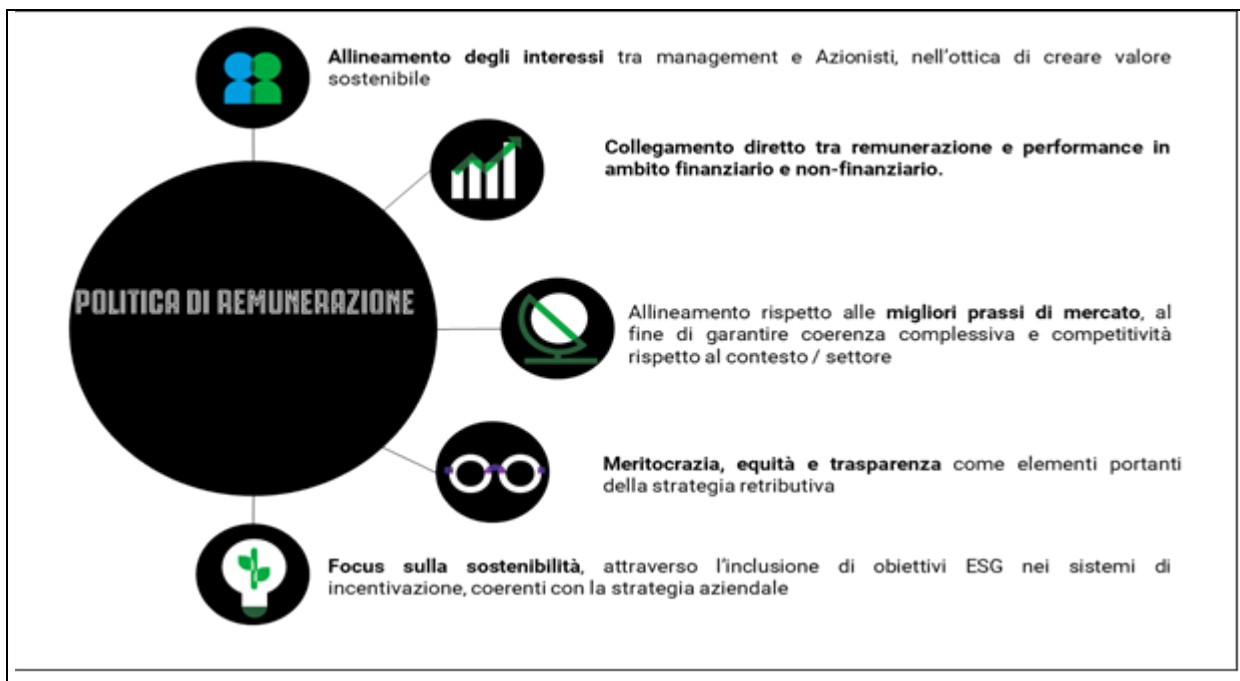 Allineamento degli interessi tra management e Azionisti, nell'ottica di creare valore
sostenibile
Collegamento diretto tra remunerazione e performance in
ambito finanziario e non-finanziario.
POLITICA DI REMUNERAZIONE
Allineamento rispetto alle migliori prassi di mercato, al
fine di garantire coerenza complessiva e competitività
rispetto al contesto / settore
Meritocrazia, equità e trasparenza come elementi portanti
della strategia retributiva
Focus sulla sostenibilità, attraverso l'inclusione di obiettivi ESG nei sistemi di
incentivazione, coerenti con la strategia aziendale